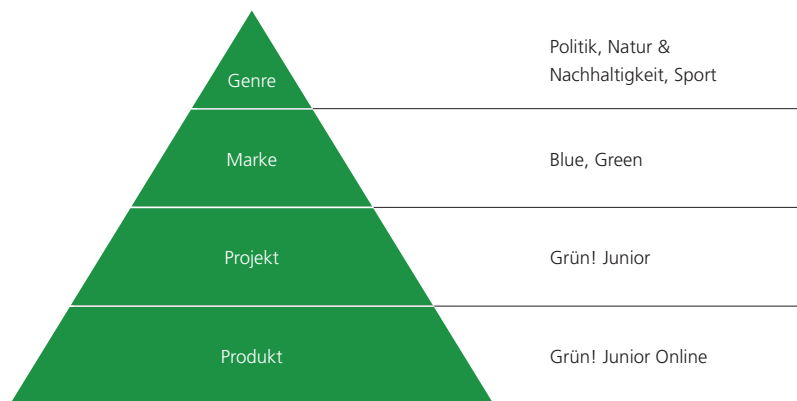 Genre
Politik, Natur &
Nachhaltigkeit, Sport
Marke
Blue, Green
Projekt
Grün! Junior
Produkt
Grün! Junior Online